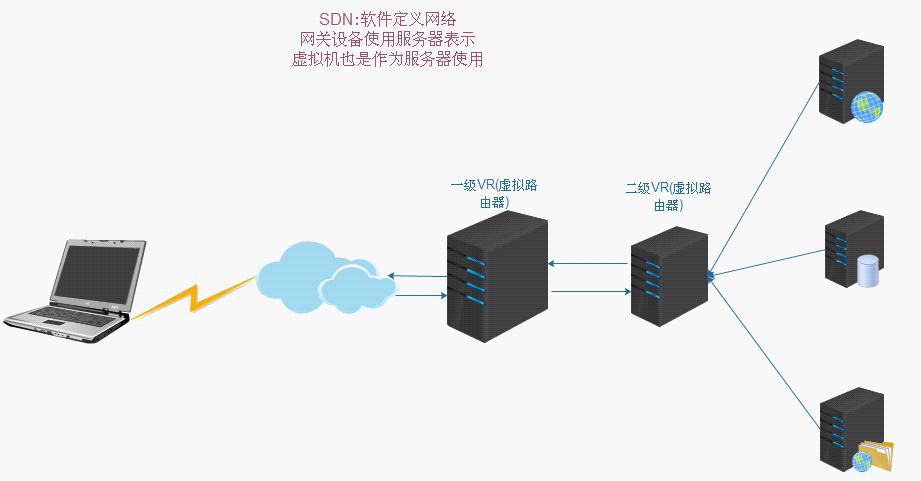 SDN:软件定义网络
网关设备使用服务器表示
虚拟机也是作为服务器使用
一级VR(虚拟路
由器)
二级VR(虚拟路
由器)